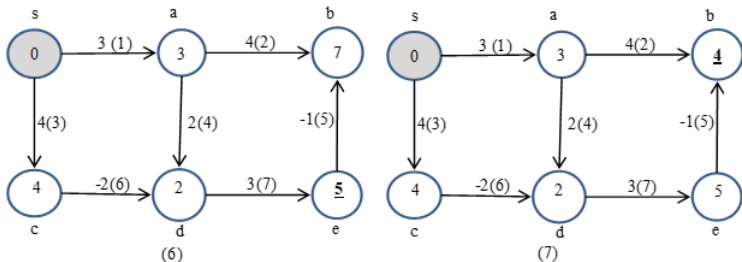 s a b
0 3 (1) 3 4(2) 7
4(3) 2(4) -1(5)
4 -2(6) 2 3(7) 5
c d e
(6)
s a b
0 3 (1) 3 4(2) 4
4(3) 2(4) -1(5)
4 -2(6) 2 3(7) 5
c d e
(7)